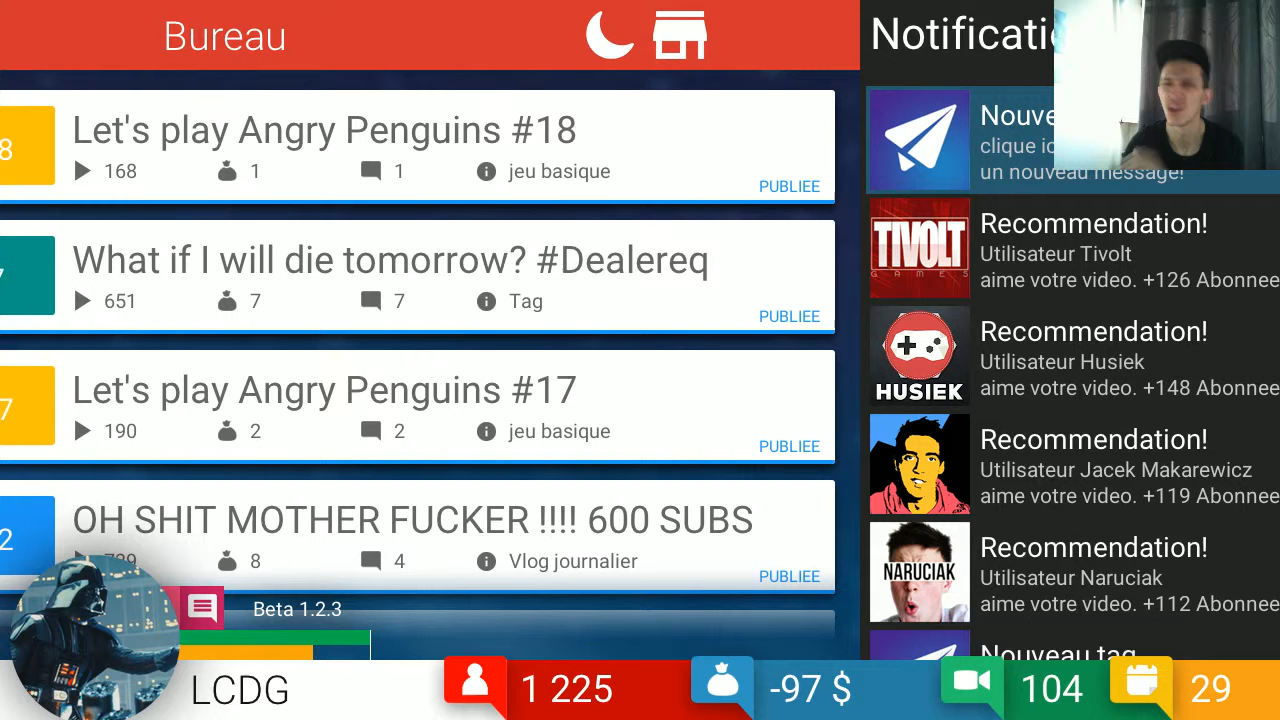 Bureau
Let's play Angry Penguins #18
168 1 1 jeu basique
PUBLIEE
What if I will die tomorrow? #Dealereq
651 7 7 Tag
PUBLIEE
Let's play Angry Penguins #17
190 2 2 jeu basique
PUBLIEE
OH SHIT MOTHER FUCKER !!!! 600 SUBS
8 4 Vlog journalier
PUBLIEE
8
7
2
Beta 1.2.3
LCDG
1 225
-97 $
104
29
Notificati
Nouve
clique ic
un nouveau message!
TIVOLT
GAMES
Recommendation!
Utilisateur Tivolt
aime votre video. +126 Abonnee
HUSIEK
Recommendation!
Utilisateur Husiek
aime votre video. +148 Abonnee
Recommendation!
Utilisateur Jacek Makarewicz
aime votre video. +119 Abonnee
NARUCIAK
Recommendation!
Utilisateur Naruciak
aime votre video. +112 Abonnee
Nouveau tag